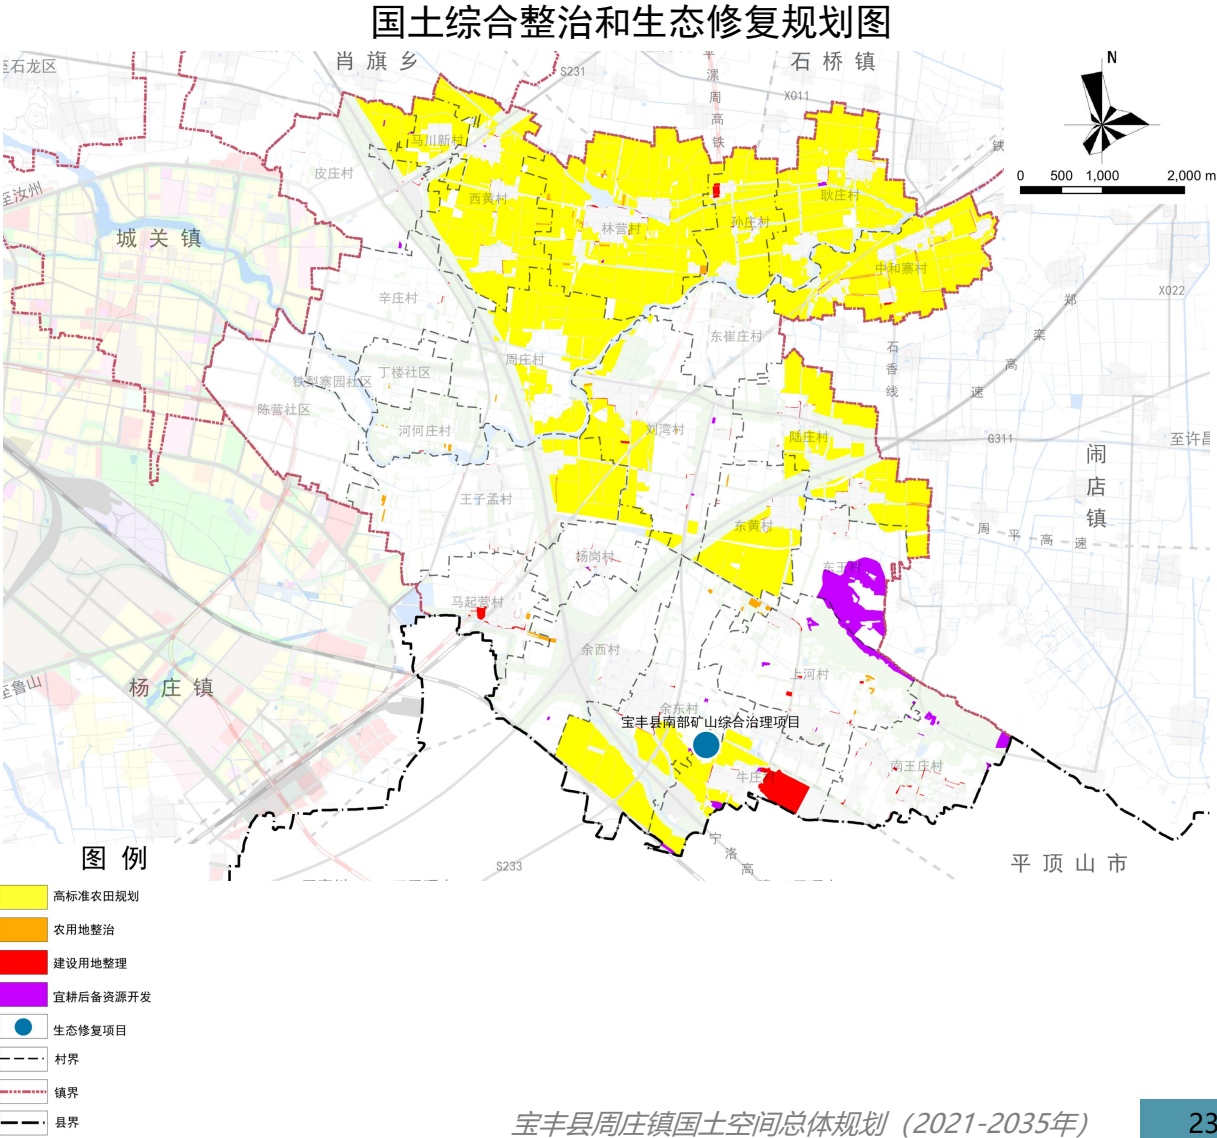 国土综合整治和生态修复规划图
至石龙区
肖旗乡
S231
平漯周高铁
石桥镇
X011
铁
N
0 500 1,000 2,000 m
马川新村
皮庄村
至汝州
西黄村
耿庄村
城关镇
林营村
孙庄村
中和寨村
辛庄村
X022
郑栾高速
东崔庄村
石香线
周庄村
丁楼社区
铁梨寨园社区
陈营社区
河何庄村
刘湾村
陆庄村
G311
至许昌
闹店镇
王子孟村
东黄村
周平高速
杨岗村
东王村
马起营村
余西村
上河村
至鲁山
杨庄镇
余东村
宝丰县南部矿山综合治理项目
牛庄村
南王庄村
宁洛高
S233
平顶山市
图例
高标准农田规划
农用地整治
建设用地整理
宜耕后备资源开发
生态修复项目
村界
镇界
县界
宝丰县周庄镇国土空间总体规划（2021-2035年）
23